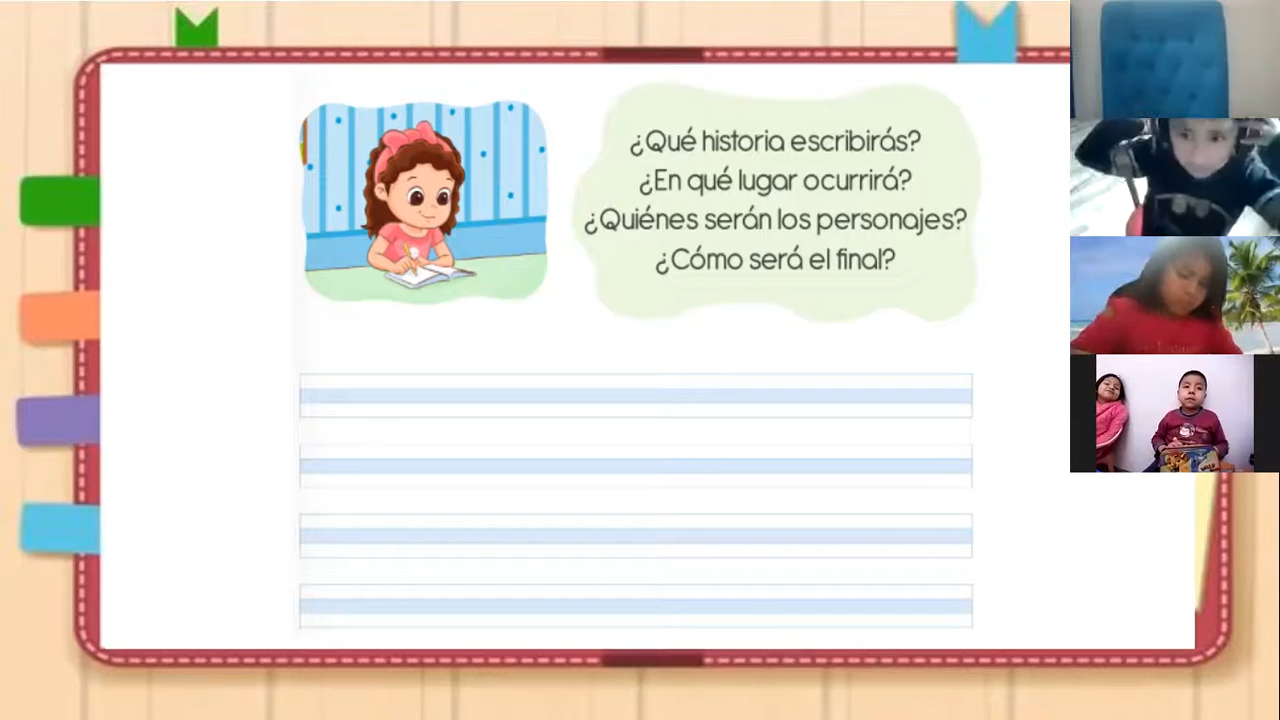 ¿Qué historia escribirás?
¿En qué lugar ocurrirá?
¿Quiénes serán los personajes?
¿Cómo será el final?